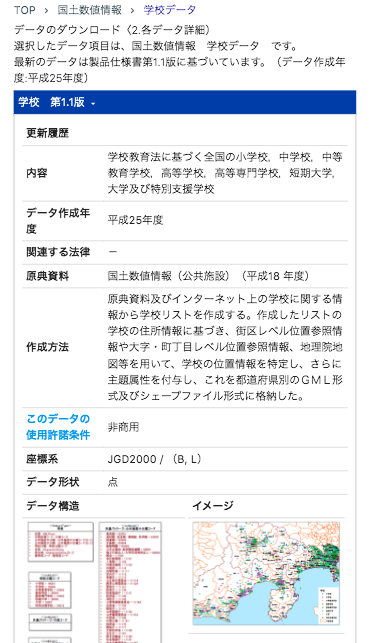 TOP > 国土数値情報 > 学校データ
データのダウンロード〈2.各データ詳細）
選択したデータ項目は、国土数値情報　学校データ　です。
最新のデータは製品仕様書第1.1版に基づいています。（データ作成年
度:平成25年度）
学校　第1.1版
更新履歴
内容
学校教育法に基づく全国の小学校，中学校，中等
教育学校，高等学校，高等専門学校，短期大学，
大学及び特別支援学校
データ作成年
度
平成25年度
関連する法律
－
原典資料
国土数値情報（公共施設）（平成18 年度）
作成方法
原典資料及びインターネット上の学校に関する情
報から学校リストを作成する。作成したリストの
学校の住所情報に基づき、街区レベル位置参照情
報や大字・町丁目レベル位置参照情報、地理院地
図等を用いて、学校の位置情報を特定し、さらに
主題属性を付与し、これを都道府県別のＧＭＬ形
式及びシェープファイル形式に格納した。
このデータの
使用許諾条件
非商用
座標系
JGD2000 / （B, L）
データ形状
点
データ構造
イメージ